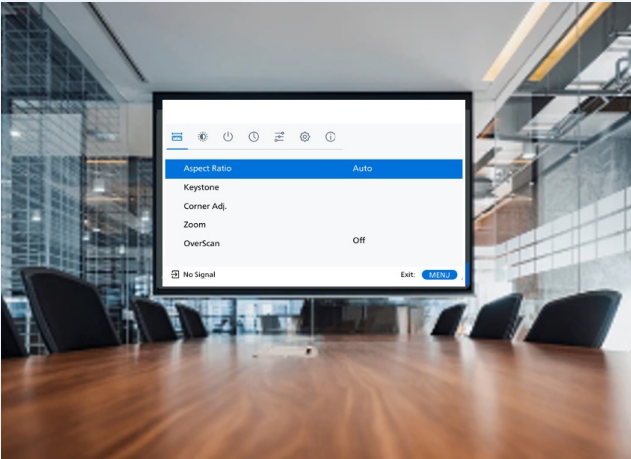 Aspect Ratio Auto
Keystone
Corner Adj.
Zoom
OverScan Off
No Signal Exit: MENU